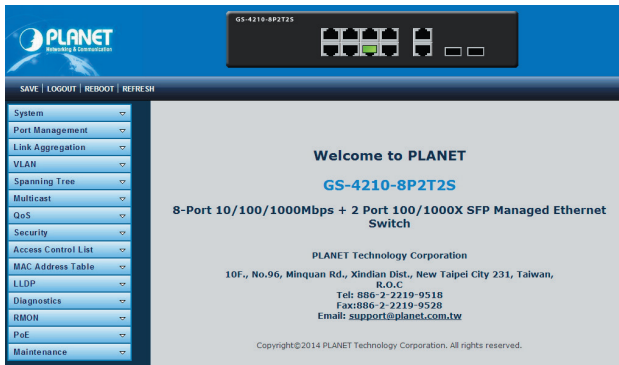 GS-4210-8P2T2S
PLANET
Networking & Communication
SAVE | LOGOUT | REBOOT | REFRESH
System
Port Management
Link Aggregation
VLAN
Spanning Tree
Multicast
QoS
Security
Access Control List
MAC Address Table
LLDP
Diagnostics
RMON
PoE
Maintenance
Welcome to PLANET
GS-4210-8P2T2S
8-Port 10/100/1000Mbps + 2 Port 100/1000X SFP Managed Ethernet
Switch
PLANET Technology Corporation
10F., No.96, Minquan Rd., Xindian Dist., New Taipei City 231, Taiwan,
R.O.C
Tel: 886-2-2219-9518
Fax:886-2-2219-9528
Email: support@planet.com.tw
Copyright©2014 PLANET Technology Corporation. All rights reserved.